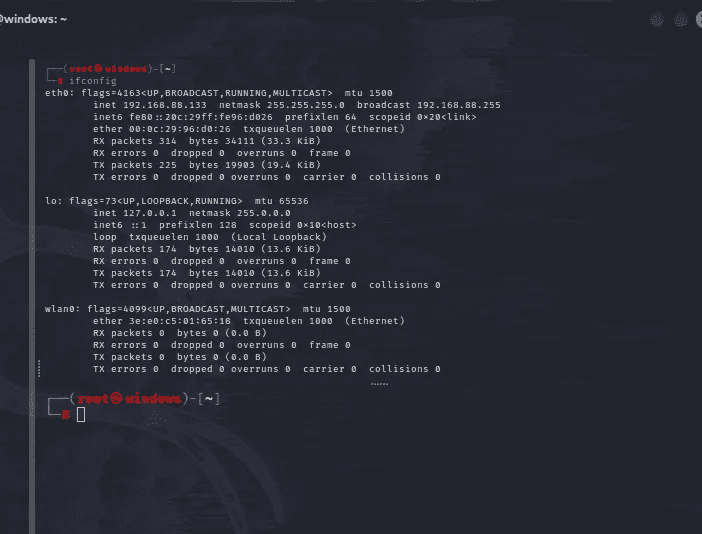 @windows: ~
┌──(root㉿windows)-[~]
└─# ifconfig
eth0: flags=4163<UP,BROADCAST,RUNNING,MULTICAST>  mtu 1500
        inet 192.168.88.133  netmask 255.255.255.0  broadcast 192.168.88.255
        inet6 fe80::20c:29ff:fe96:d026  prefixlen 64  scopeid 0×20<link>
        ether 00:0c:29:96:d0:26  txqueuelen 1000  (Ethernet)
        RX packets 314  bytes 34111 (33.3 KiB)
        RX errors 0  dropped 0  overruns 0  frame 0
        TX packets 225  bytes 19903 (19.4 KiB)
        TX errors 0  dropped 0 overruns 0  carrier 0  collisions 0
lo: flags=73<UP,LOOPBACK,RUNNING>  mtu 65536
        inet 127.0.0.1  netmask 255.0.0.0
        inet6 ::1  prefixlen 128  scopeid 0×10<host>
        loop  txqueuelen 1000  (Local Loopback)
        RX packets 174  bytes 14010 (13.6 KiB)
        RX errors 0  dropped 0  overruns 0  frame 0
        TX packets 174  bytes 14010 (13.6 KiB)
        TX errors 0  dropped 0 overruns 0  carrier 0  collisions 0
wlan0: flags=4099<UP,BROADCAST,MULTICAST>  mtu 1500
        ether 3e:e0:c5:01:65:18  txqueuelen 1000  (Ethernet)
        RX packets 0  bytes 0 (0.0 B)
        RX errors 0  dropped 0  overruns 0  frame 0
        TX packets 0  bytes 0 (0.0 B)
        TX errors 0  dropped 0 overruns 0  carrier 0  collisions 0
┌──(root㉿windows)-[~]
└─#